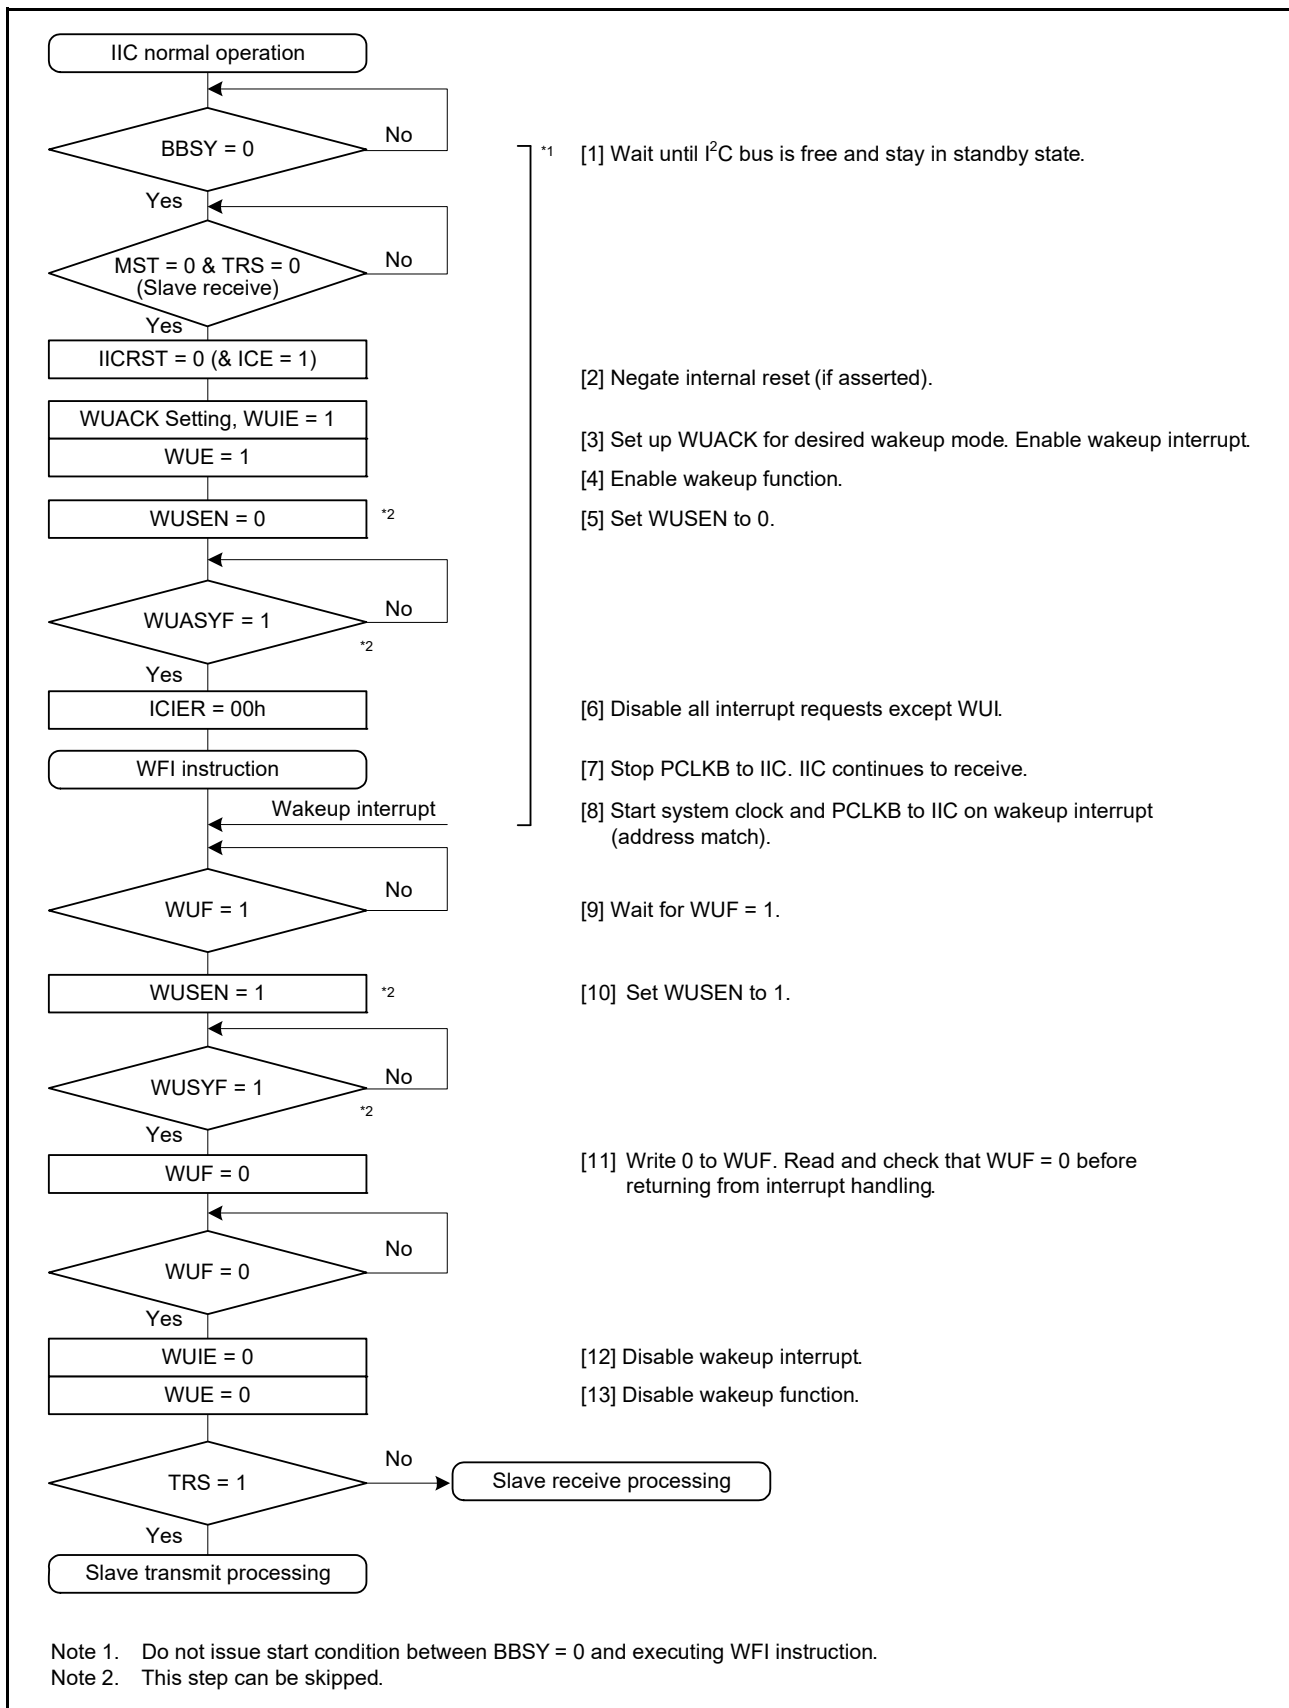 IIC normal operation
BBSY = 0
No
*1
[1] Wait until I²C bus is free and stay in standby state.
Yes
MST = 0 & TRS = 0
(Slave receive)
No
Yes
IICRST = 0 (& ICE = 1)
[2] Negate internal reset (if asserted).
WUACK Setting, WUIE = 1
[3] Set up WUACK for desired wakeup mode. Enable wakeup interrupt.
WUE = 1
[4] Enable wakeup function.
WUSEN = 0
*2
[5] Set WUSEN to 0.
WUASYF = 1
No
*2
Yes
ICIER = 00h
[6] Disable all interrupt requests except WUI.
WFI instruction
[7] Stop PCLKB to IIC. IIC continues to receive.
Wakeup interrupt
[8] Start system clock and PCLKB to IIC on wakeup interrupt
(address match).
WUF = 1
No
[9] Wait for WUF = 1.
WUSEN = 1
*2
[10] Set WUSEN to 1.
WUSYF = 1
No
*2
Yes
WUF = 0
[11] Write 0 to WUF. Read and check that WUF = 0 before
returning from interrupt handling.
WUF = 0
No
Yes
WUIE = 0
[12] Disable wakeup interrupt.
WUE = 0
[13] Disable wakeup function.
TRS = 1
No
Slave receive processing
Yes
Slave transmit processing
Note 1. Do not issue start condition between BBSY = 0 and executing WFI instruction.
Note 2. This step can be skipped.